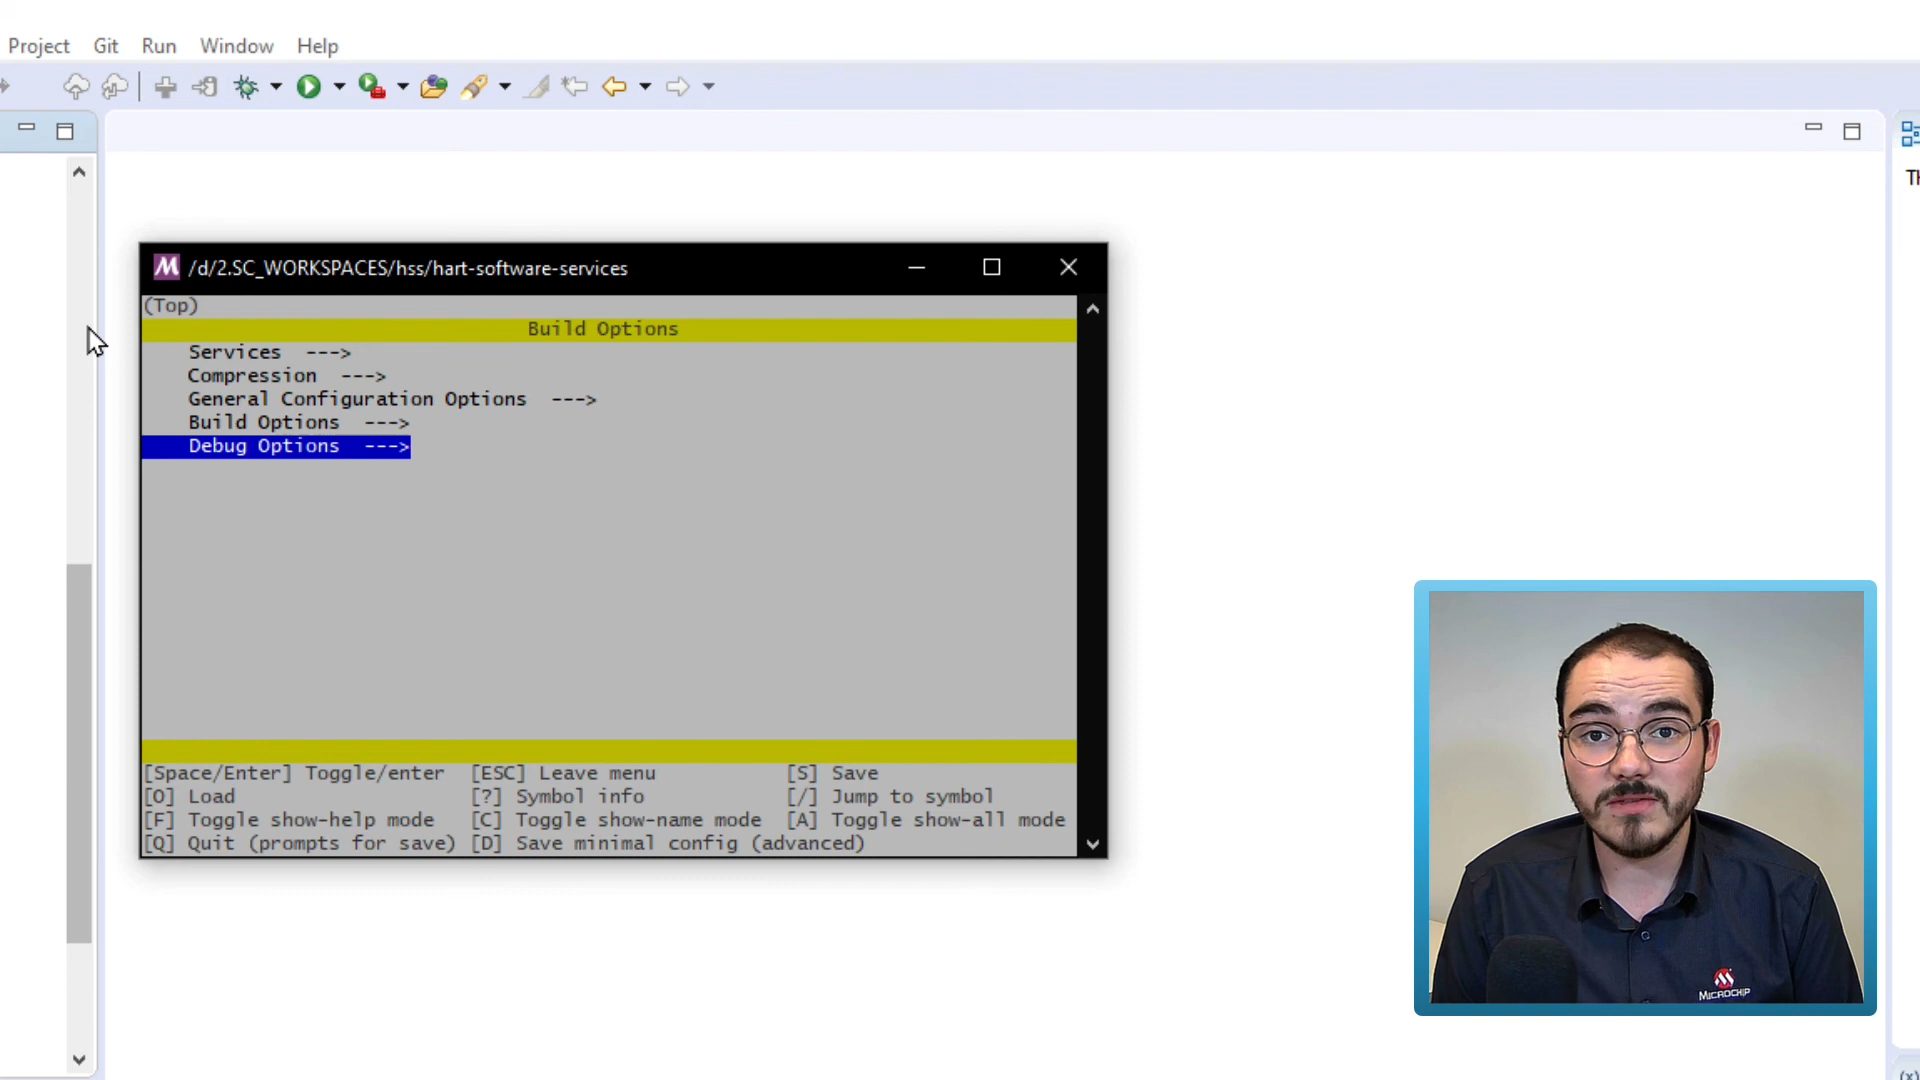 Project Git Run Window Help
Th
/d/2.SC_WORKSPACES/hss/hart-software-services
(Top)
Build Options
Services --->
Compression --->
General Configuration Options --->
Build Options --->
Debug Options --->
[Space/Enter] Toggle/enter [ESC] Leave menu [S] Save
[O] Load [?] Symbol info [/] Jump to symbol
[F] Toggle show-help mode [C] Toggle show-name mode [A] Toggle show-all mode
[Q] Quit (prompts for save) [D] Save minimal config (advanced)
MICROCHIP
(x)